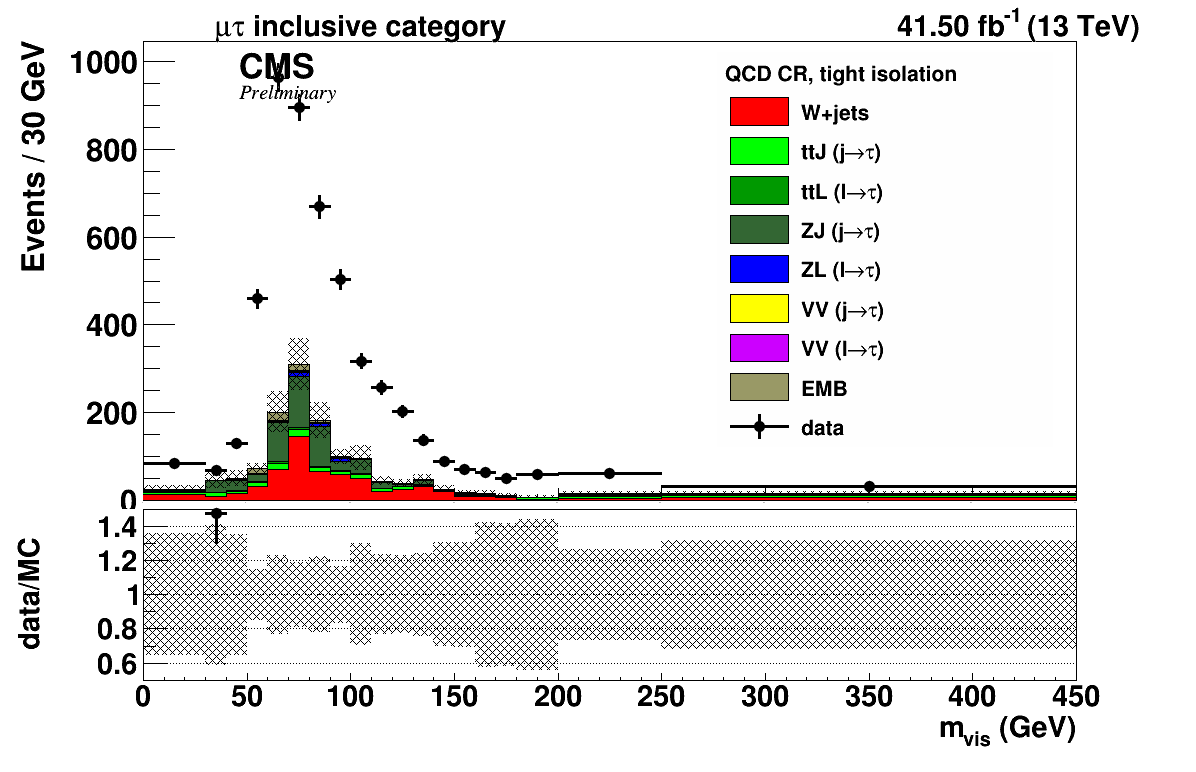 μτ inclusive category
41.50 fb-1 (13 TeV)
Events / 30 GeV
1000
800
600
400
200
0
CMS
Preliminary
QCD CR, tight isolation
W+jets
ttJ (j→τ)
ttL (l→τ)
ZJ (j→τ)
ZL (l→τ)
VV (j→τ)
VV (l→τ)
EMB
data
data/MC
1.4
1.2
1
0.8
0.6
0 50 100 150 200 250 300 350 400 450
mvis (GeV)